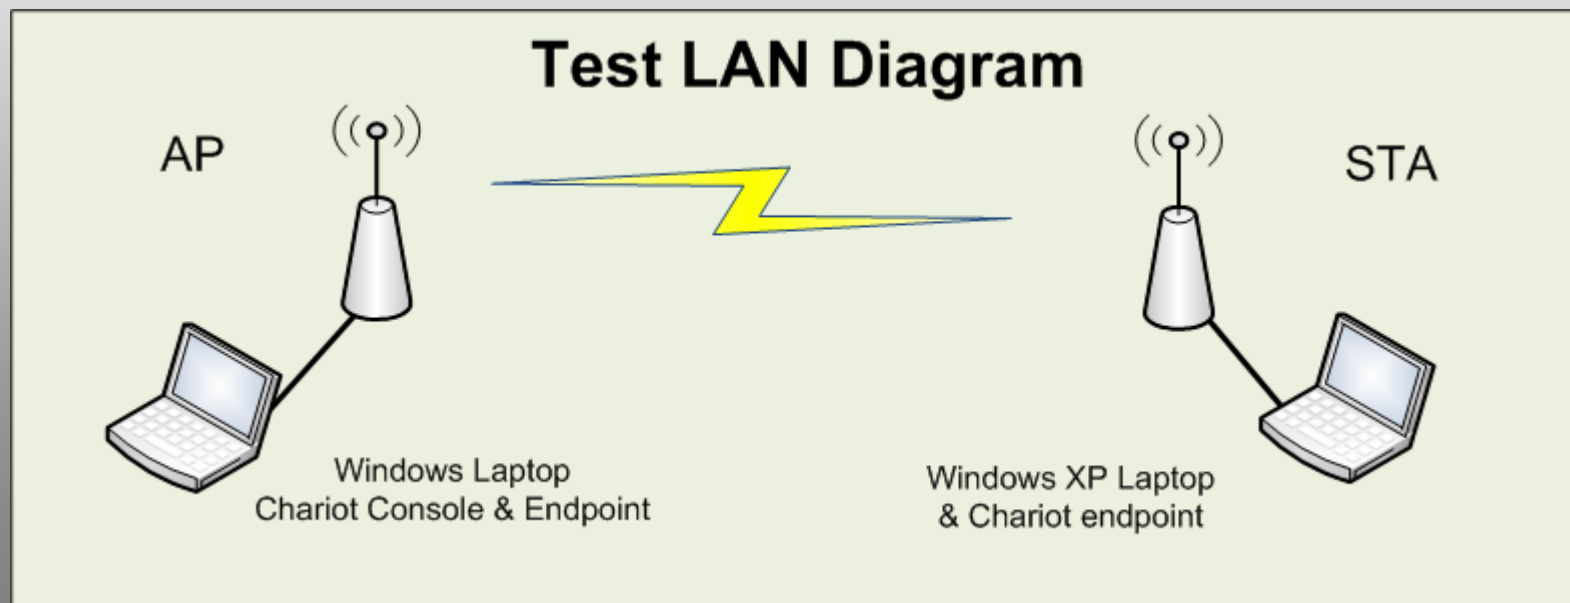 Test LAN Diagram
AP
STA
Windows Laptop
Chariot Console & Endpoint
Windows XP Laptop
& Chariot endpoint